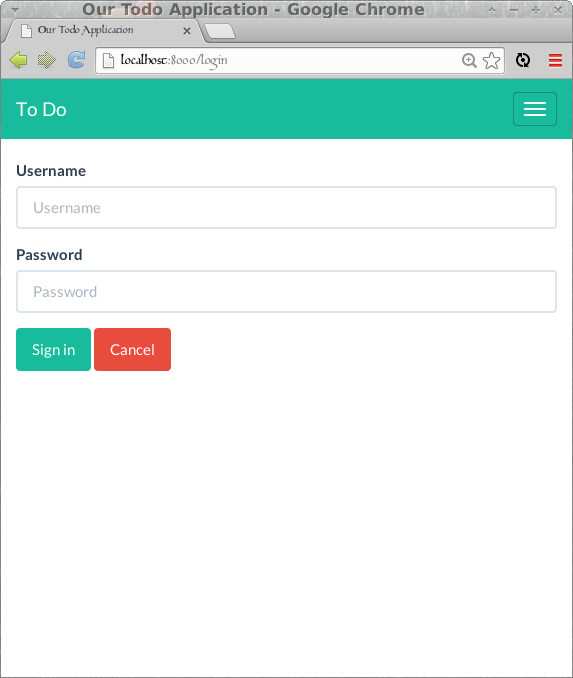 Our Todo Application - Google Chrome
Our Todo Application
localhost:8000/login
To Do
Username
Username
Password
Password
Sign in Cancel